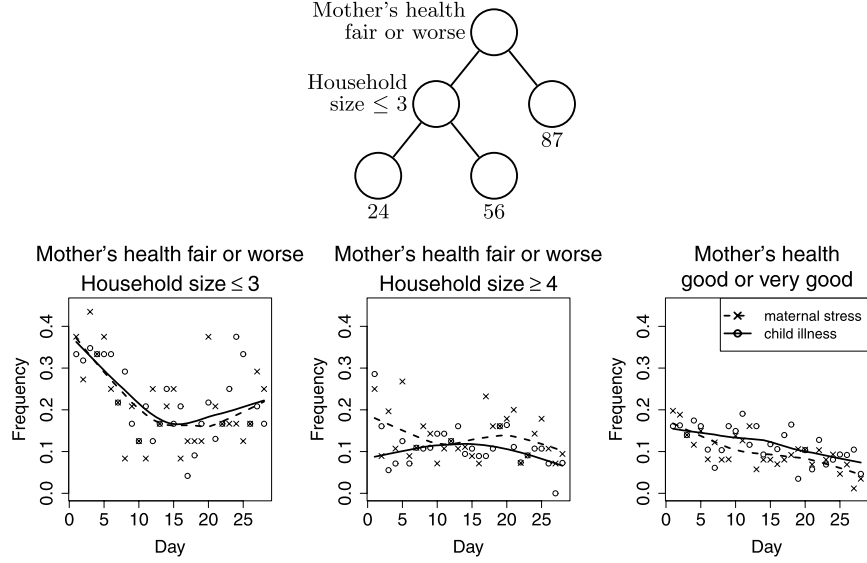 Mother's health
fair or worse
Household
size ≤ 3
87
24
56
Mother's health fair or worse
Household size ≤ 3
Frequency
0.4
0.3
0.2
0.1
0.0
0 5 10 15 20 25
Day
Mother's health fair or worse
Household size ≥ 4
Frequency
0.4
0.3
0.2
0.1
0.0
0 5 10 15 20 25
Day
Mother's health
good or very good
maternal stress
child illness
Frequency
0.4
0.3
0.2
0.1
0.0
0 5 10 15 20 25
Day